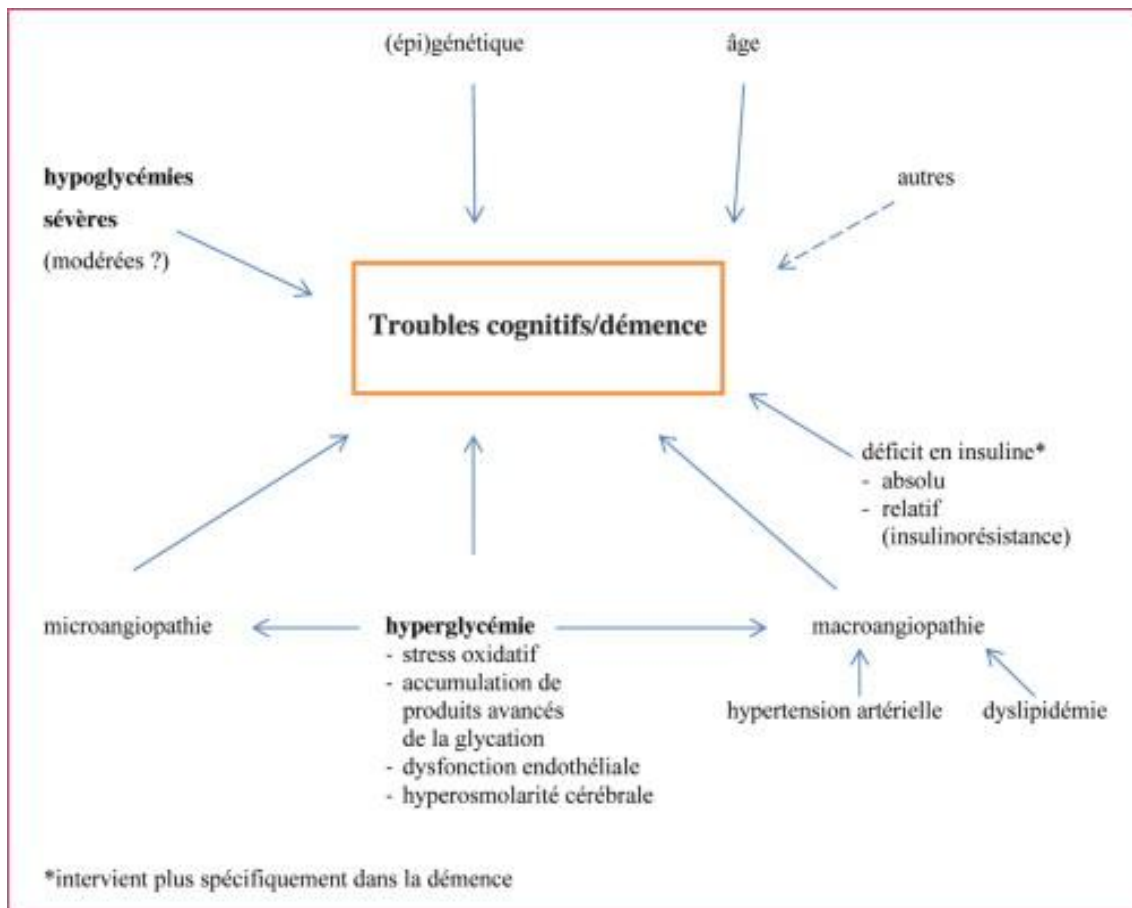 (épi)génétique
âge
hypoglycémies
sévères
(modérées ?)
autres
Troubles cognitifs/démence
déficit en insuline*
- absolu
- relatif
(insulinorésistance)
microangiopathie
hyperglycémie
- stress oxidatif
- accumulation de
produits avancés
de la glycation
- dysfonction endothéliale
- hyperosmolarité cérébrale
macroangiopathie
hypertension artérielle
dyslipidémie
*intervient plus spécifiquement dans la démence